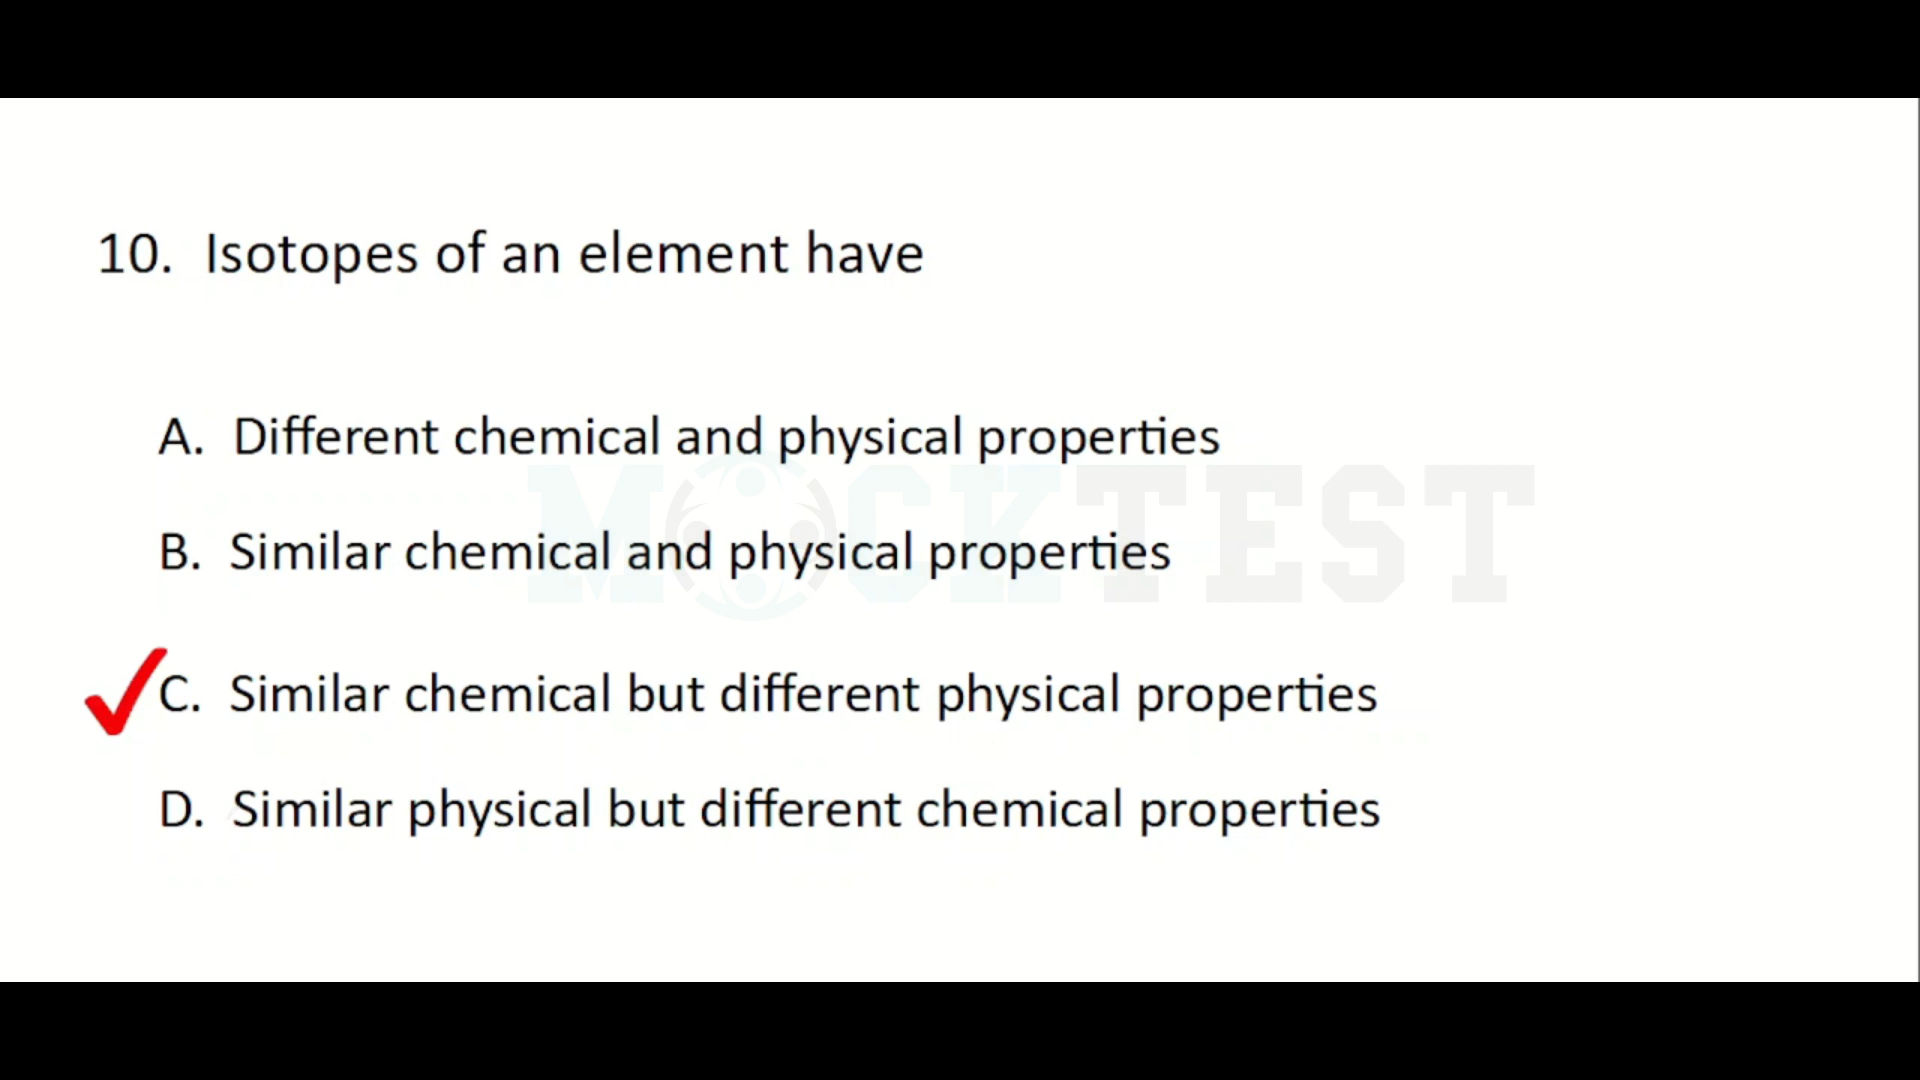 10. Isotopes of an element have
A. Different chemical and physical properties
MOCKTEST
B. Similar chemical and physical properties
C. Similar chemical but different physical properties
D. Similar physical but different chemical properties